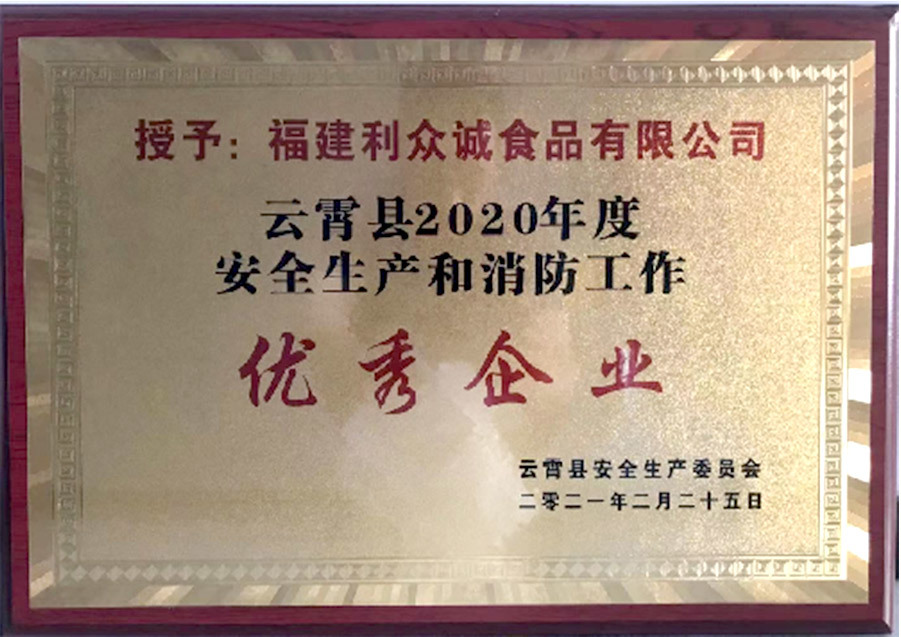 授予：福建利众诚食品有限公司
云霄县2020年度
安全生产和消防工作
优秀企业
云霄县安全生产委员会
二零二一年二月二十五日